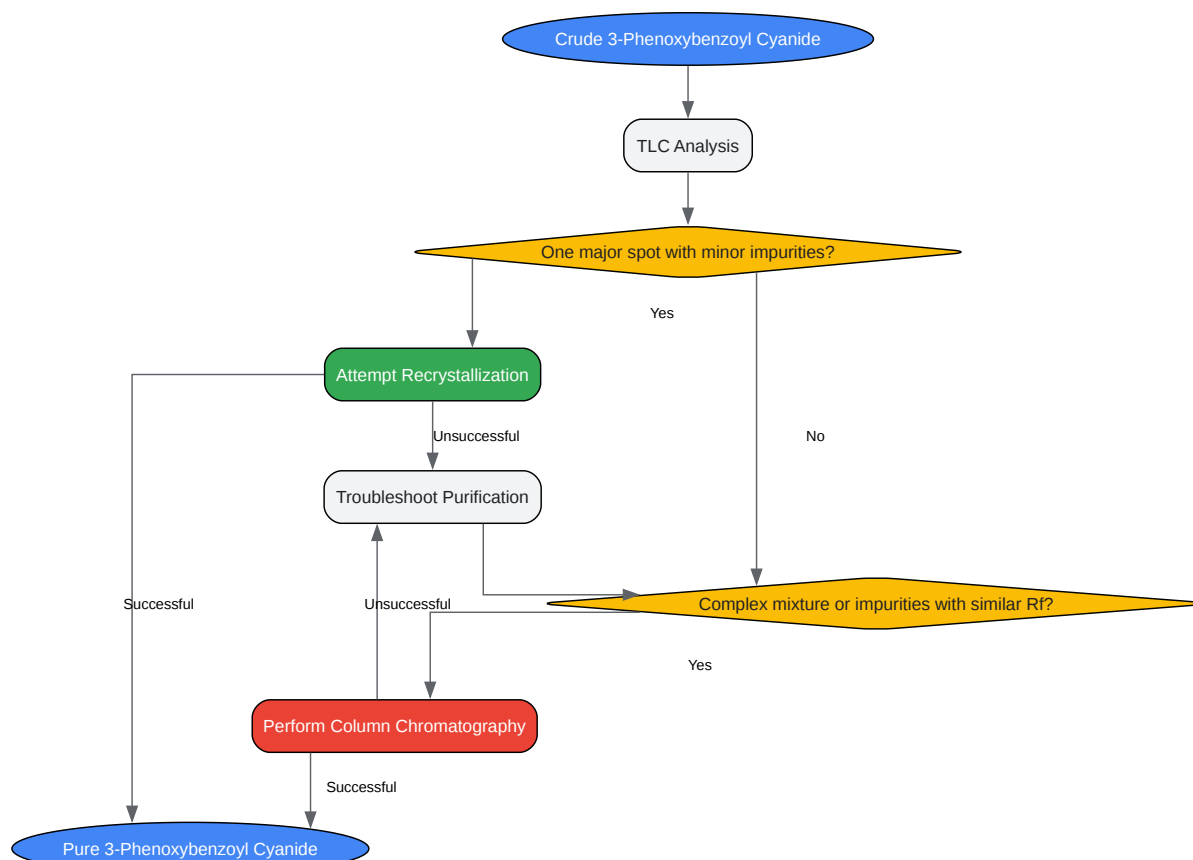 Crude 3-Phenoxybenzoyl Cyanide
TLC Analysis
One major spot with minor impurities?
Yes
Attempt Recrystallization
Unsuccessful
No
Troubleshoot Purification
Successful
Unsuccessful
Complex mixture or impurities with similar Rf?
Yes
Perform Column Chromatography
Successful
Pure 3-Phenoxybenzoyl Cyanide